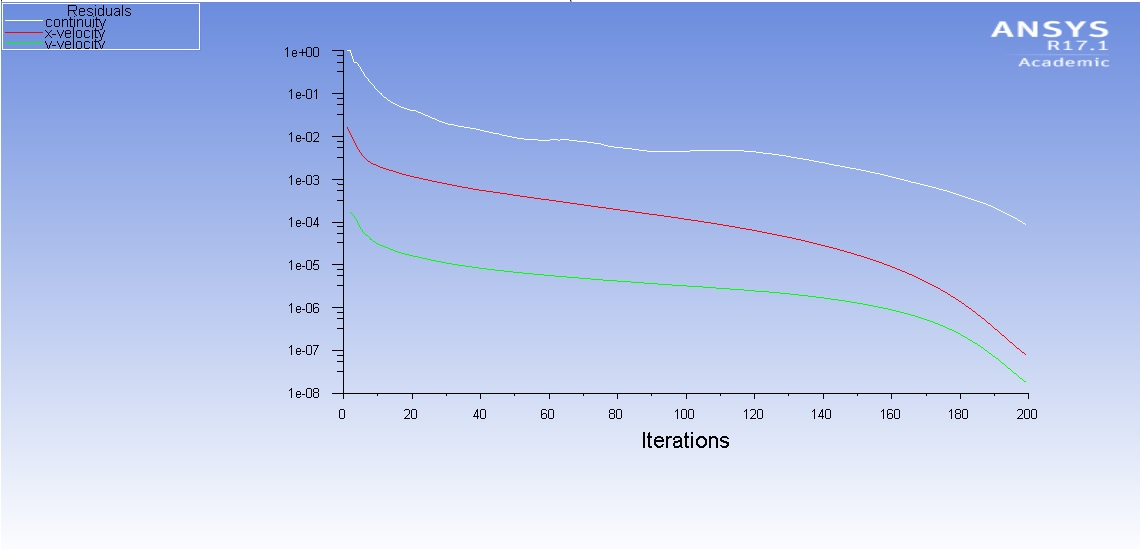 Residuals
continuity
x-velocity
y-velocity
ANSYS
R17.1
Academic
1e+00
1e-01
1e-02
1e-03
1e-04
1e-05
1e-06
1e-07
1e-08
0 20 40 60 80 100 120 140 160 180 200
Iterations